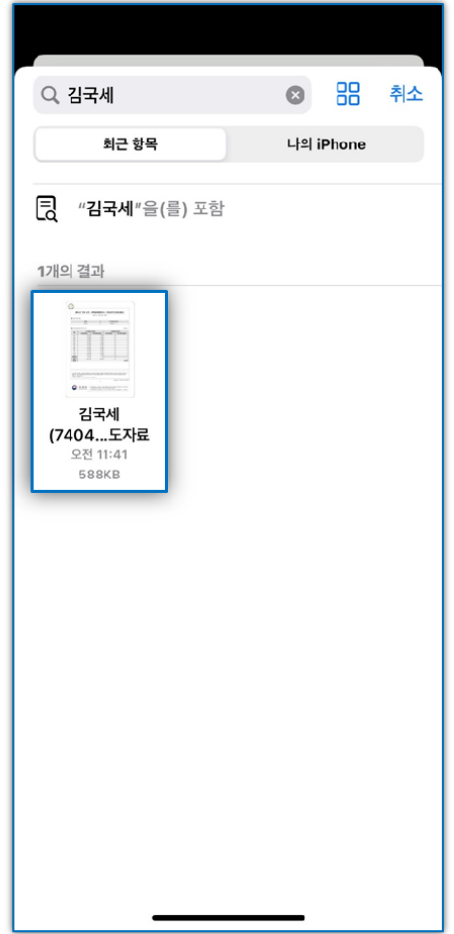 김국세
취소
최근 항목
나의 iPhone
“김국세”을(를) 포함
1개의 결과
김국세
(7404...도자료
오전 11:41
588KB